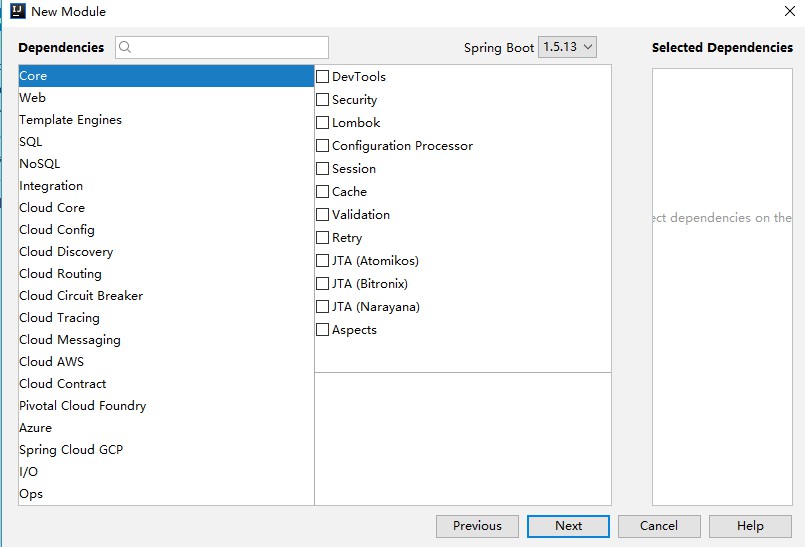 New Module
Dependencies
Spring Boot 1.5.13
Selected Dependencies
Core
Web
Template Engines
SQL
NoSQL
Integration
Cloud Core
Cloud Config
Cloud Discovery
Cloud Routing
Cloud Circuit Breaker
Cloud Tracing
Cloud Messaging
Cloud AWS
Cloud Contract
Pivotal Cloud Foundry
Azure
Spring Cloud GCP
I/O
Ops
DevTools
Security
Lombok
Configuration Processor
Session
Cache
Validation
Retry
JTA (Atomikos)
JTA (Bitronix)
JTA (Narayana)
Aspects
ect dependencies on the
Previous
Next
Cancel
Help